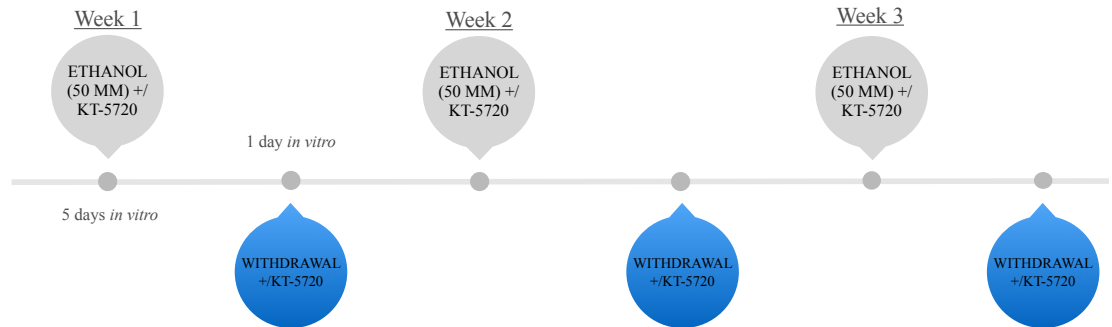 Week 1
Week 2
Week 3
ETHANOL
(50 MM) +/
KT-5720
ETHANOL
(50 MM) +/
KT-5720
ETHANOL
(50 MM) +/
KT-5720
1 day in vitro
5 days in vitro
WITHDRAWAL
+/KT-5720
WITHDRAWAL
+/KT-5720
WITHDRAWAL
+/KT-5720